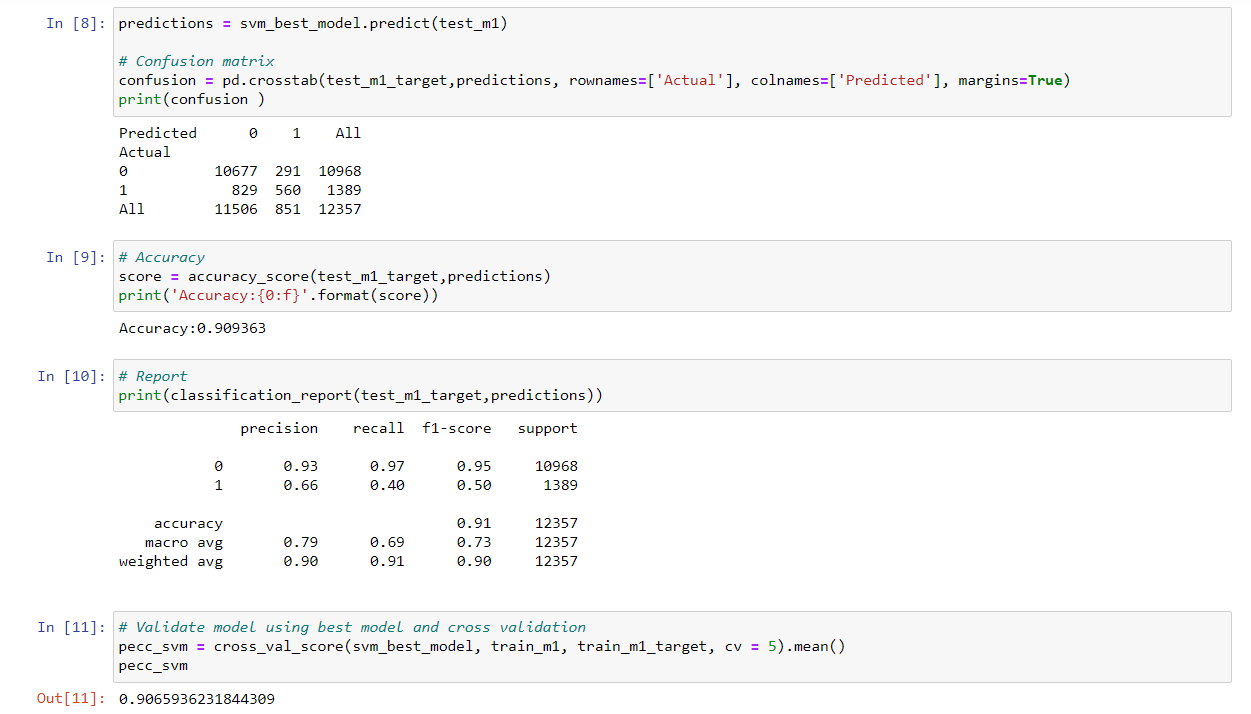 In [8]: predictions = svm_best_model.predict(test_m1)
# Confusion matrix
confusion = pd.crosstab(test_m1_target,predictions, rownames=['Actual'], colnames=['Predicted'], margins=True)
print(confusion )
Predicted 0 1 All
Actual
0 10677 291 10968
1 829 560 1389
All 11506 851 12357
In [9]: # Accuracy
score = accuracy_score(test_m1_target,predictions)
print('Accuracy:{0:f}'.format(score))
Accuracy:0.909363
In [10]: # Report
print(classification_report(test_m1_target,predictions))
precision recall f1-score support
0 0.93 0.97 0.95 10968
1 0.66 0.40 0.50 1389
accuracy 0.91 12357
macro avg 0.79 0.69 0.73 12357
weighted avg 0.90 0.91 0.90 12357
In [11]: # Validate model using best model and cross validation
pecc_svm = cross_val_score(svm_best_model, train_m1, train_m1_target, cv = 5).mean()
pecc_svm
Out[11]: 0.9065936231844309